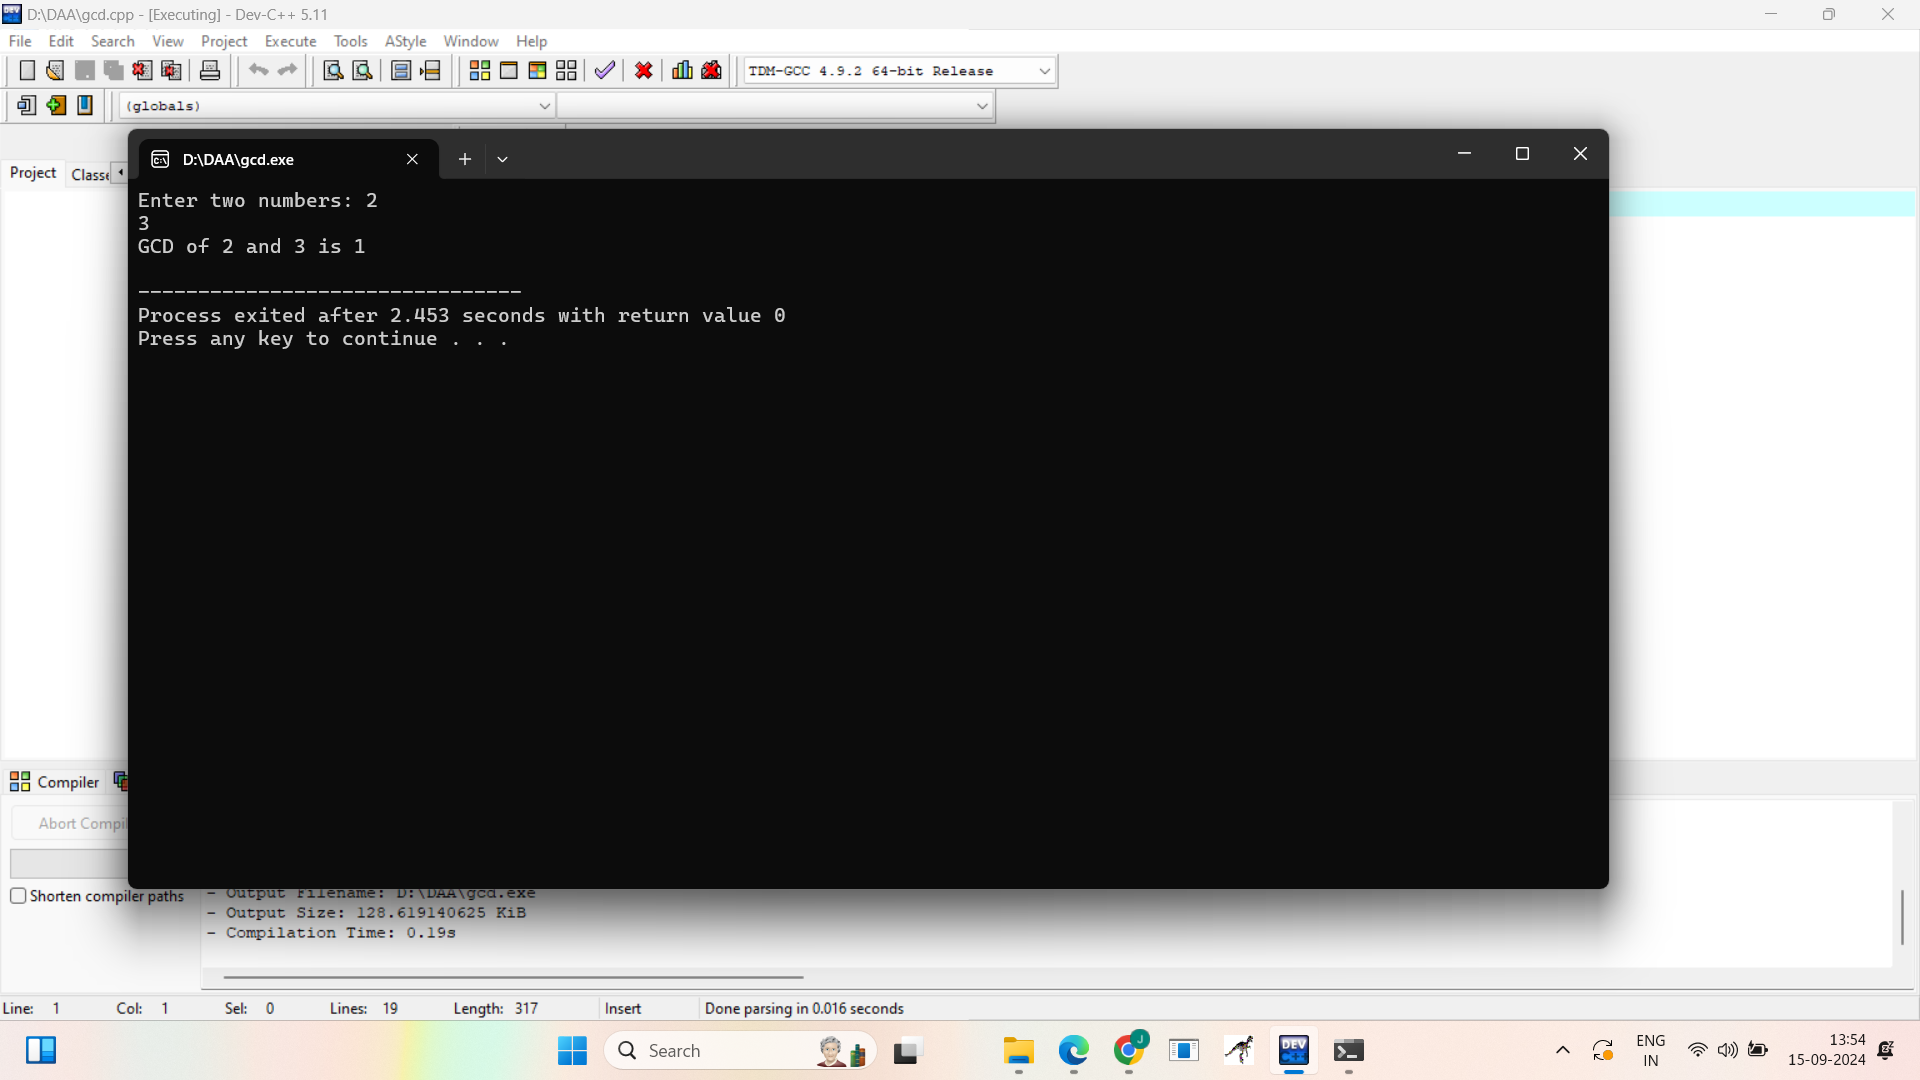 D:\DAA\gcd.cpp - [Executing] - Dev-C++ 5.11
File Edit Search View Project Execute Tools AStyle Window Help
TDM-GCC 4.9.2 64-bit Release
(globals)
Project
D:\DAA\gcd.exe
Enter two numbers: 2
3
GCD of 2 and 3 is 1
--------------------------------
Process exited after 2.453 seconds with return value 0
Press any key to continue . . .
Compiler
Abort
Shorten compiler paths
- Output Filename: D:\DAA\gcd.exe
- Output Size: 128.619140625 KiB
- Compilation Time: 0.19s
Line: 1 Col: 1 Sel: 0 Lines: 19 Length: 317 Insert Done parsing in 0.016 seconds
Search
DEV
C++
J
ENG
IN
13:54
15-09-2024